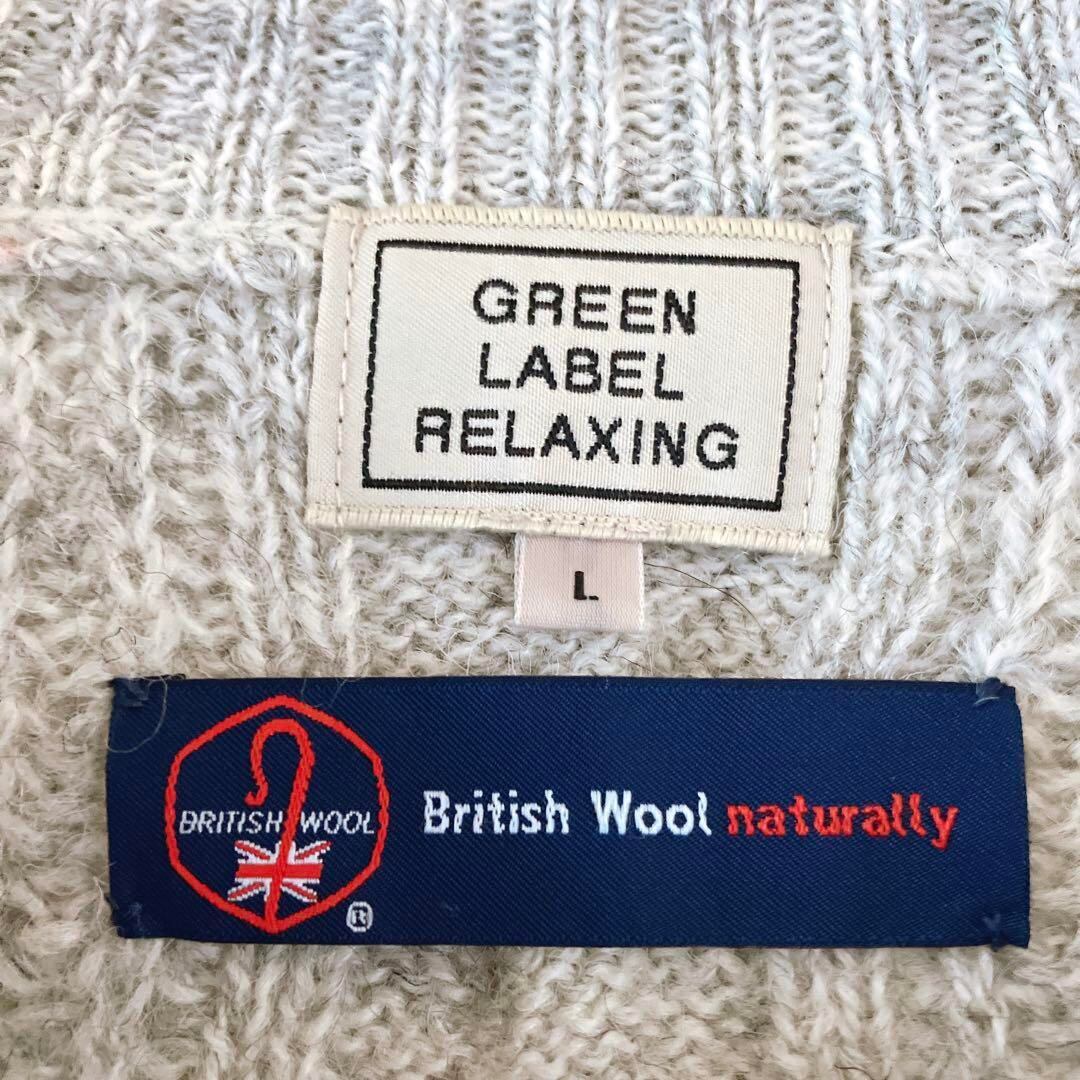 GREEN
LABEL
RELAXING
L
BRITISH WOOL
®
British Wool naturally